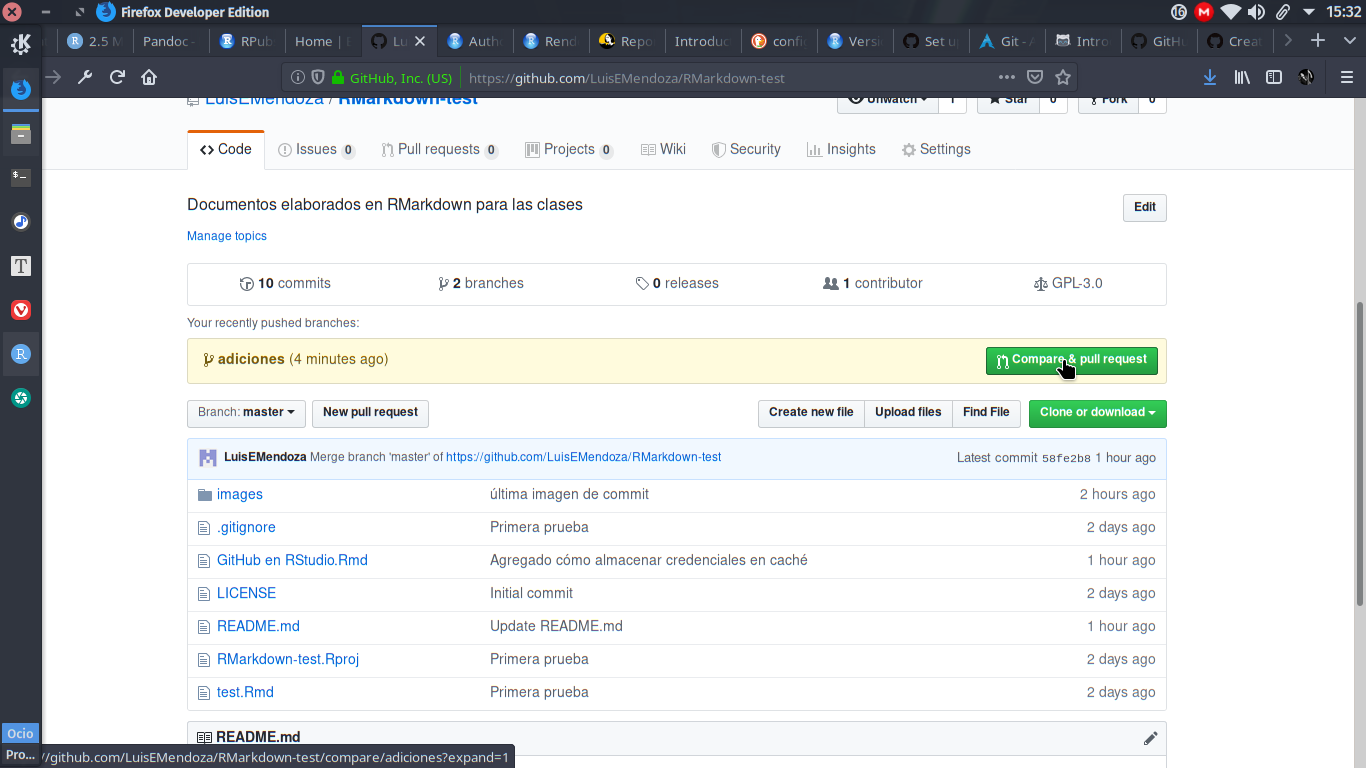 Firefox Developer Edition 15:32
2.5 M Pandoc - RPub Home | Lu Auth Rend Repo Introdu config Versi Set u Git - A Intro GitHu Creat
GitHub, Inc. (US) https://github.com/LuisEMendoza/RMarkdown-test
LuisEMendoza / RMarkdown-test Unwatch 1 Star 0 Fork 0
Code Issues 0 Pull requests 0 Projects 0 Wiki Security Insights Settings
Documentos elaborados en RMarkdown para las clases Edit
Manage topics
10 commits 2 branches 0 releases 1 contributor GPL-3.0
Your recently pushed branches:
adiciones (4 minutes ago) Compare & pull request
Branch: master New pull request Create new file Upload files Find File Clone or download
LuisEMendoza Merge branch 'master' of https://github.com/LuisEMendoza/RMarkdown-test Latest commit 58fe2b8 1 hour ago
images última imagen de commit 2 hours ago
.gitignore Primera prueba 2 days ago
GitHub en RStudio.Rmd Agregado cómo almacenar credenciales en caché 1 hour ago
LICENSE Initial commit 2 days ago
README.md Update README.md 1 hour ago
RMarkdown-test.Rproj Primera prueba 2 days ago
test.Rmd Primera prueba 2 days ago
Ocio
README.md
Pro... //github.com/LuisEMendoza/RMarkdown-test/compare/adiciones?expand=1